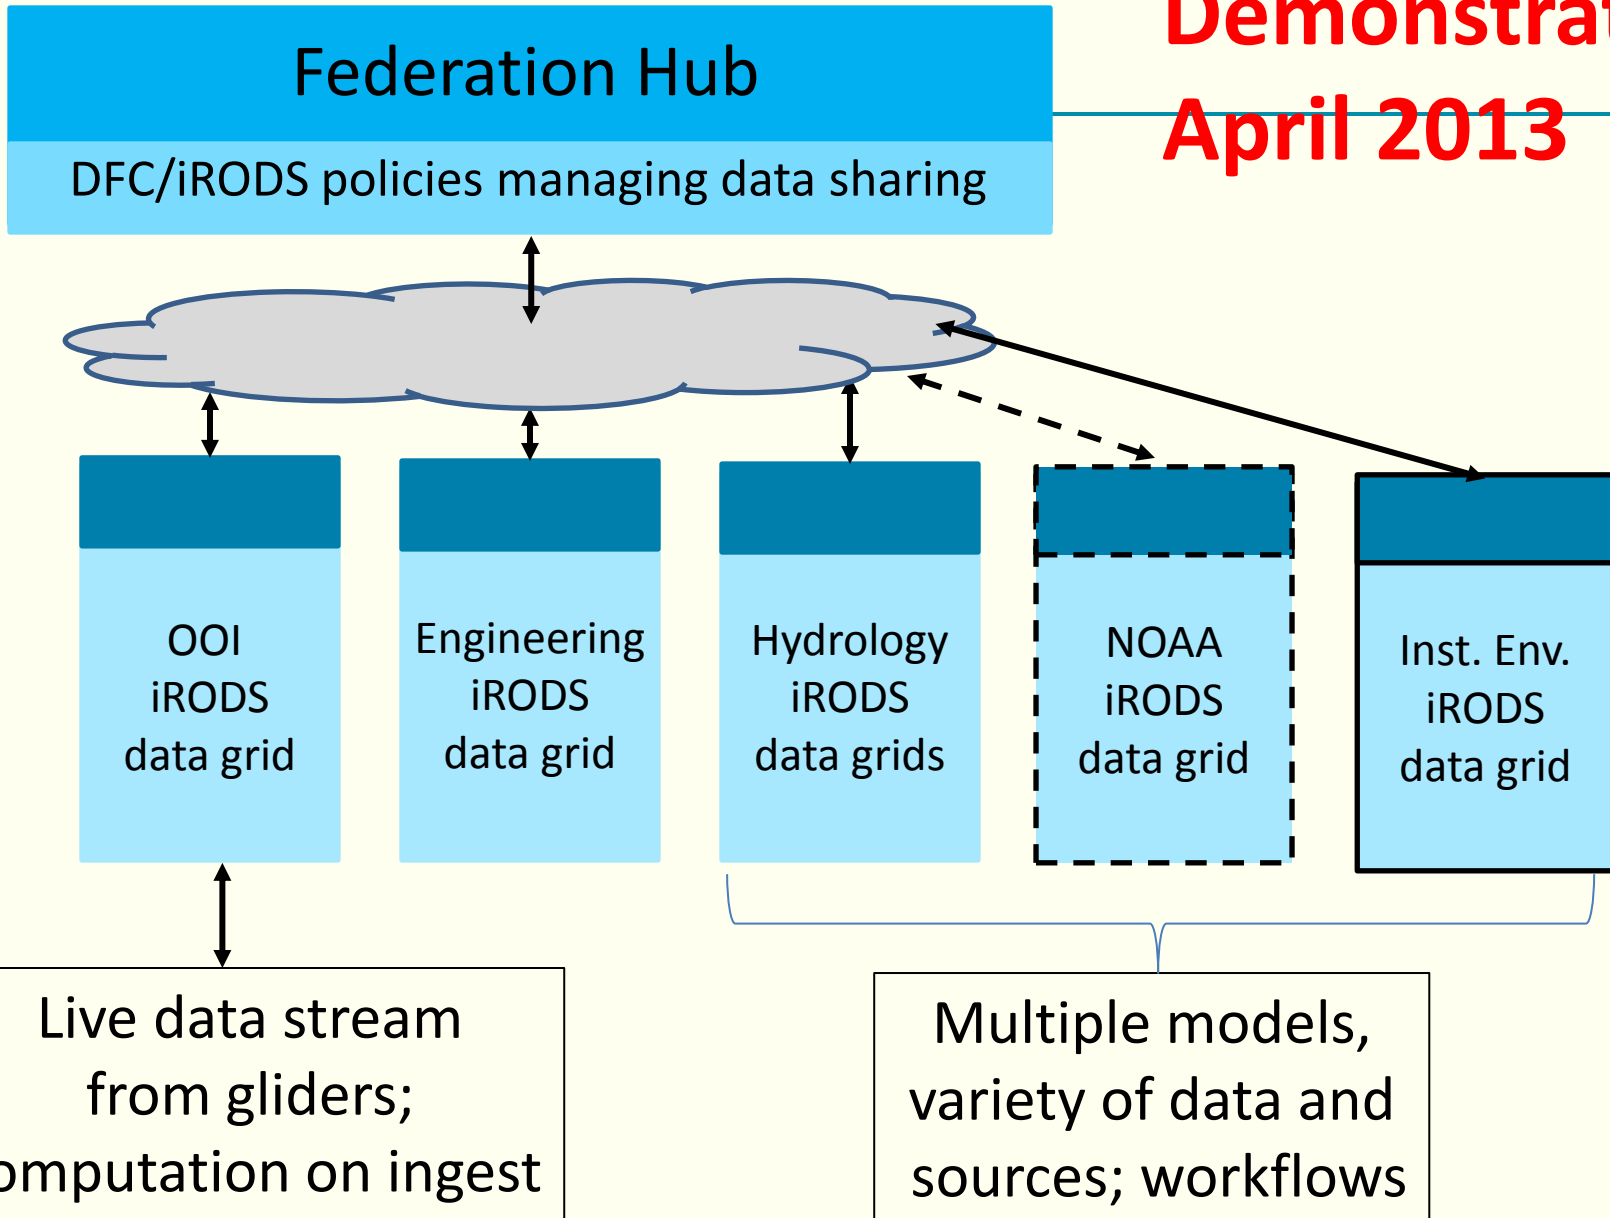 Federation Hub
DFC/iRODS policies managing data sharing
April 2013
OOI
iRODS
data grid
Engineering
iRODS
data grid
Hydrology
iRODS
data grids
NOAA
iRODS
data grid
Inst. Env.
iRODS
data grid
Live data stream
from gliders;
on ingest
Multiple models,
variety of data and
sources; workflows